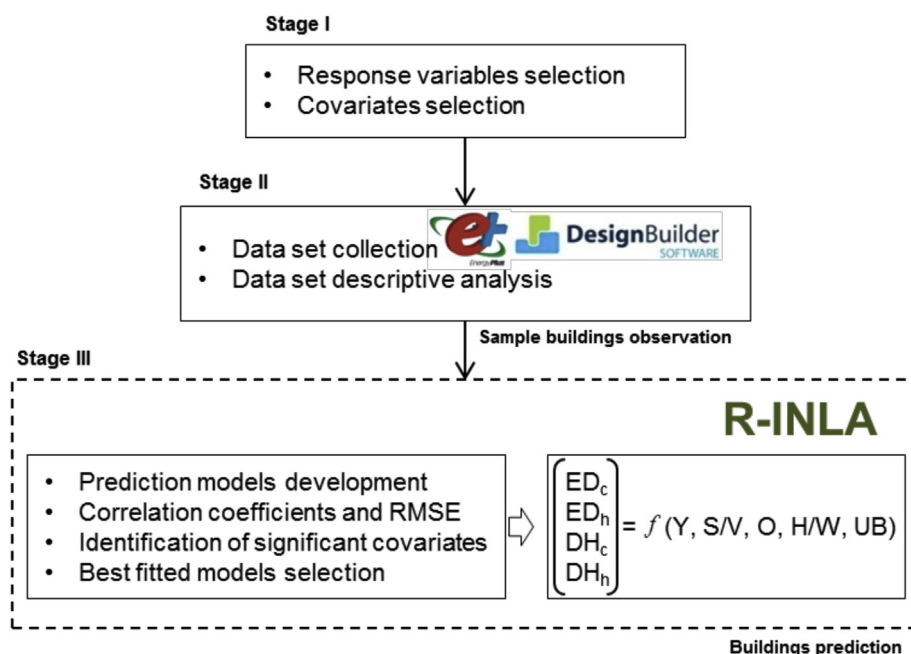 Stage I
• Response variables selection
• Covariates selection
Stage II
• Data set collection
• Data set descriptive analysis
e+
EnergyPlus
DesignBuilder
SOFTWARE
Sample buildings observation
Stage III
R-INLA
• Prediction models development
• Correlation coefficients and RMSE
• Identification of significant covariates
• Best fitted models selection
EDc
EDh
DHc
DHh
= f (Y, S/V, O, H/W, UB)
Buildings prediction